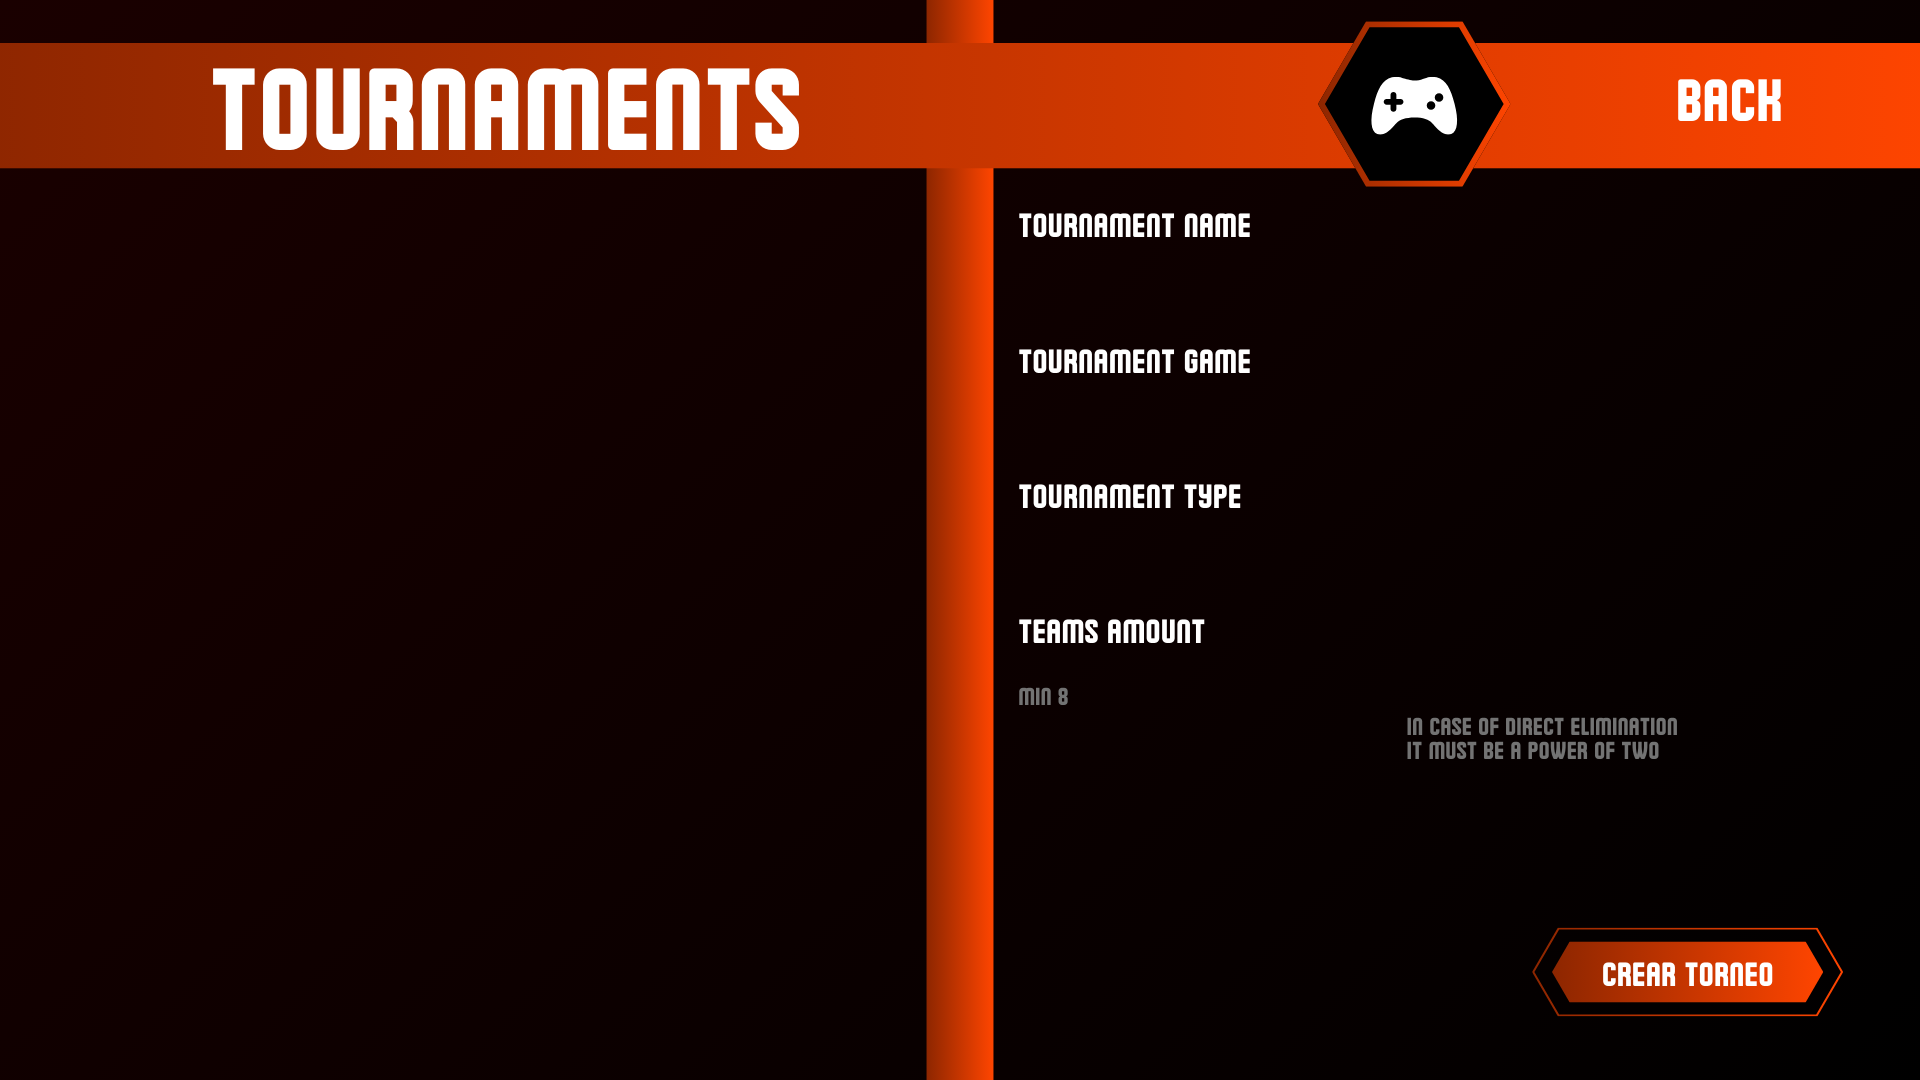 TOURNAMENTS
BACK
TOURNAMENT NAME
TOURNAMENT GAME
TOURNAMENT TYPE
TEAMS AMOUNT
MIN 8
IN CASE OF DIRECT ELIMINATION
IT MUST BE A POWER OF TWO
CREAR TORNEO